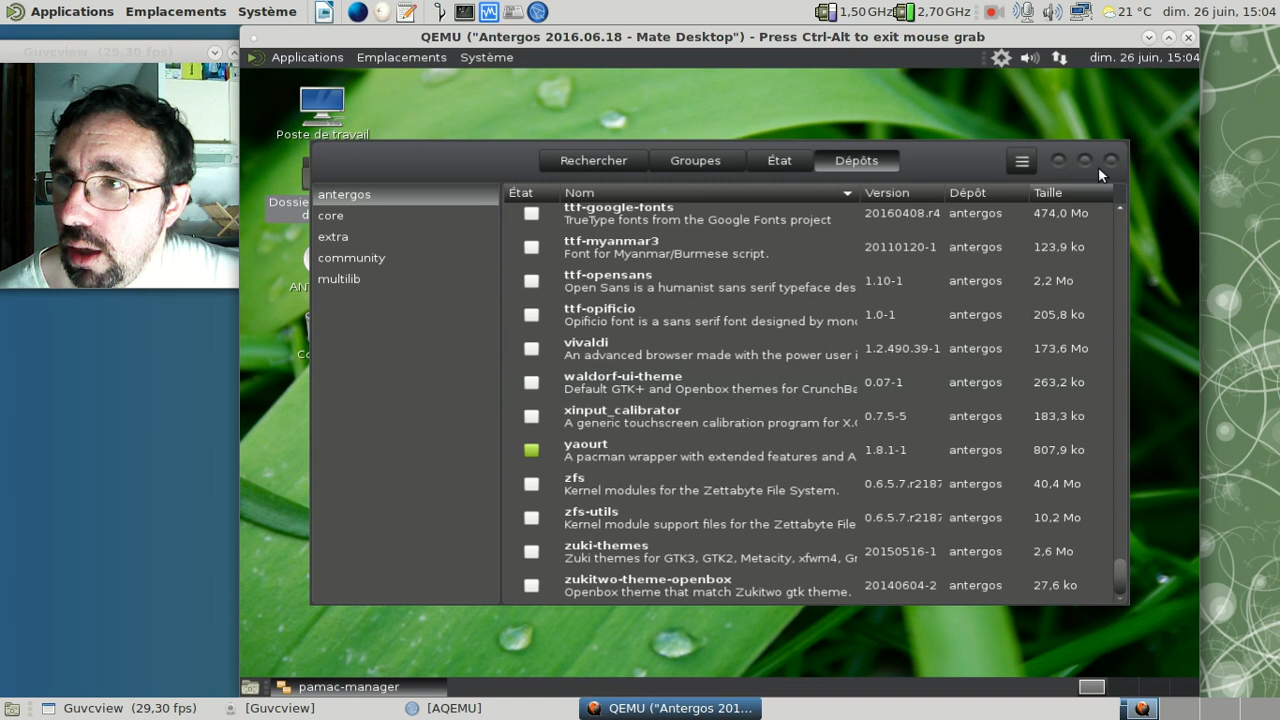 Applications Emplacements Système 1,50 GHz 2,70 GHz 21 °C dim. 26 juin, 15:04
Guvcview (29,30 fps)
QEMU ("Antergos 2016.06.18 - Mate Desktop") - Press Ctrl-Alt to exit mouse grab
Applications Emplacements Système dim. 26 juin, 15:04
Poste de travail
Dossie
d
AN
Co
Rechercher Groupes État Dépôts
antergos
core
extra
community
multilib
État Nom Version Dépôt Taille
ttf-google-fonts
TrueType fonts from the Google Fonts project 20160408.r4 antergos 474,0 Mo
ttf-myanmar3
Font for Myanmar/Burmese script. 20110120-1 antergos 123,9 ko
ttf-opensans
Open Sans is a humanist sans serif typeface des 1.10-1 antergos 2,2 Mo
ttf-opificio
Opificio font is a sans serif font designed by mono 1.0-1 antergos 205,8 ko
vivaldi
An advanced browser made with the power user i 1.2.490.39-1 antergos 173,6 Mo
waldorf-ui-theme
Default GTK+ and Openbox themes for CrunchBa 0.07-1 antergos 263,2 ko
xinput_calibrator
A generic touchscreen calibration program for X.O 0.7.5-5 antergos 183,3 ko
yaourt
A pacman wrapper with extended features and A 1.8.1-1 antergos 807,9 ko
zfs
Kernel modules for the Zettabyte File System. 0.6.5.7.r2187 antergos 40,4 Mo
zfs-utils
Kernel module support files for the Zettabyte File 0.6.5.7.r2187 antergos 10,2 Mo
zuki-themes
Zuki themes for GTK3, GTK2, Metacity, xfwm4, Gr 20150516-1 antergos 2,6 Mo
zukitwo-theme-openbox
Openbox theme that match Zukitwo gtk theme. 20140604-2 antergos 27,6 ko
pamac-manager
Guvcview (29,30 fps) [Guvcview] [AQEMU] QEMU ("Antergos 201...